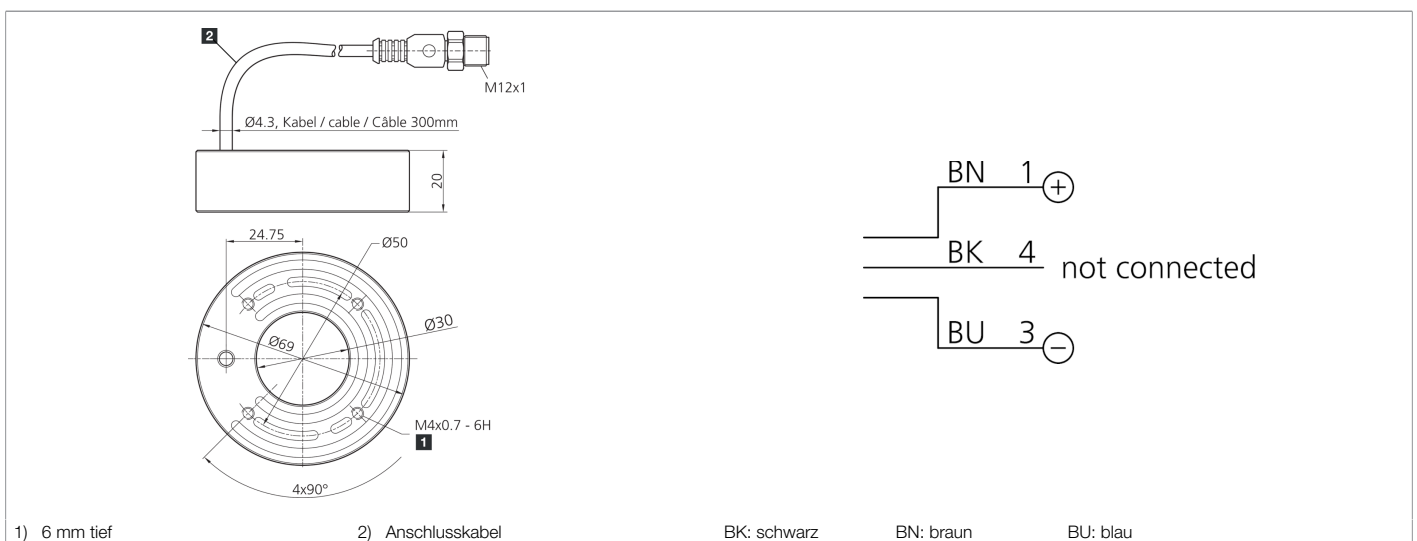 2
M12x1
Ø4.3, Kabel / cable / Câble 300mm
20
24.75
Ø50
Ø30
Ø69
M4x0.7 - 6H
1
4x90°
BN 1 +
BK 4 not connected
BU 3 −
1) 6 mm tief 2) Anschlusskabel BK: schwarz BN: braun BU: blau